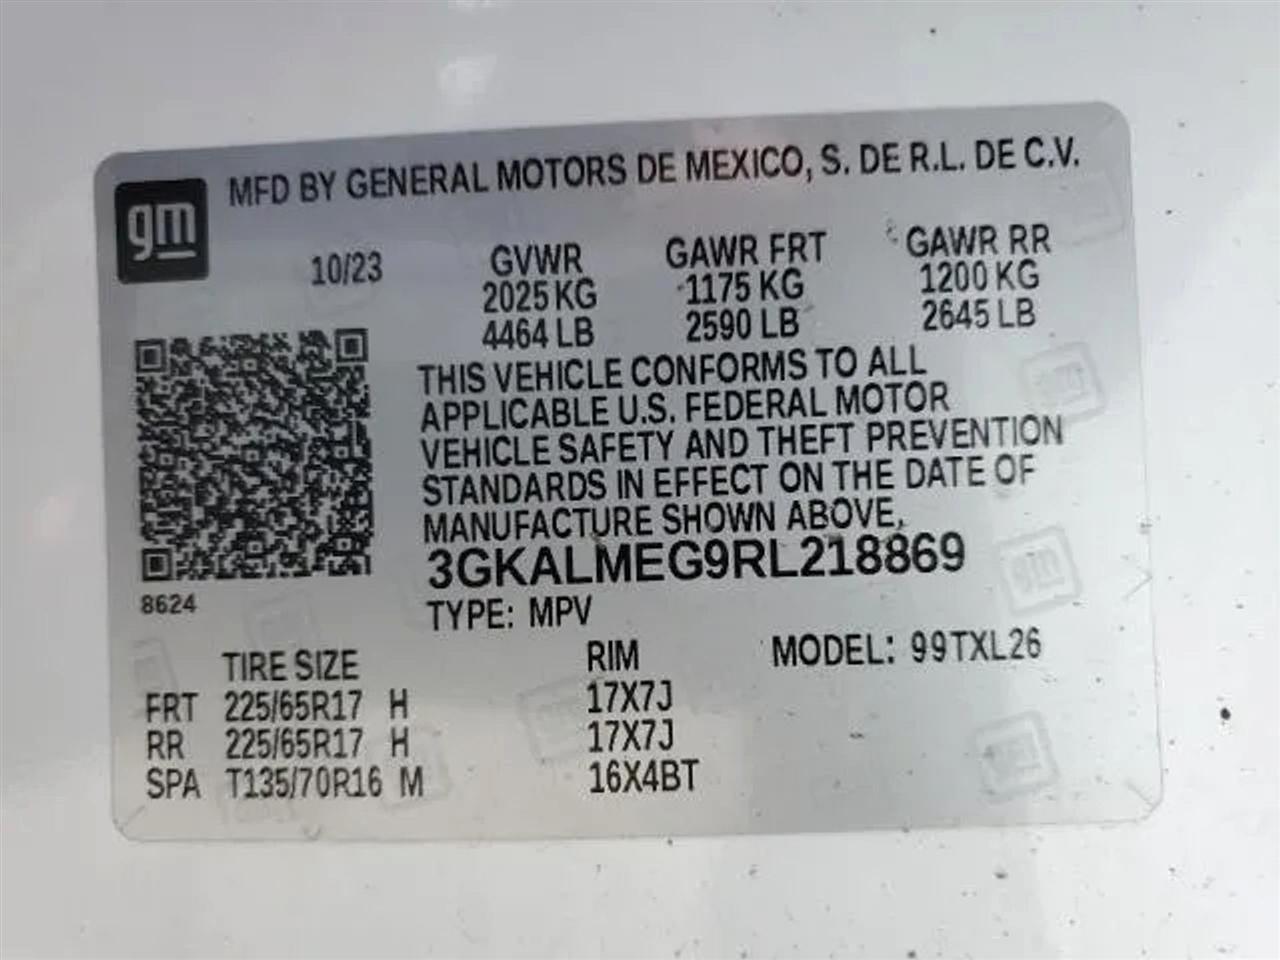 gm
MFD BY GENERAL MOTORS DE MEXICO, S. DE R.L. DE C.V.
10/23 GVWR GAWR FRT GAWR RR
2025 KG 1175 KG 1200 KG
4464 LB 2590 LB 2645 LB
THIS VEHICLE CONFORMS TO ALL
APPLICABLE U.S. FEDERAL MOTOR
VEHICLE SAFETY AND THEFT PREVENTION
STANDARDS IN EFFECT ON THE DATE OF
MANUFACTURE SHOWN ABOVE.
3GKALMEG9RL218869
8624
TYPE: MPV
TIRE SIZE RIM MODEL: 99TXL26
FRT 225/65R17 H 17X7J
RR 225/65R17 H 17X7J
SPA T135/70R16 M 16X4BT